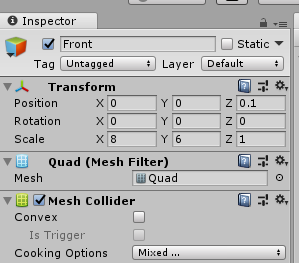 Inspector
Front Static
Tag Untagged Layer Default
Transform
Position X 0 Y 0 Z 0.1
Rotation X 0 Y 0 Z 0
Scale X 8 Y 6 Z 1
Quad (Mesh Filter)
Mesh Quad
Mesh Collider
Convex
Is Trigger
Cooking Options Mixed ...